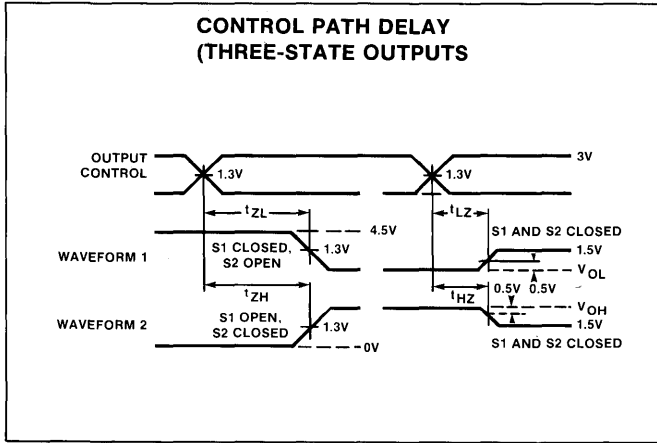 CONTROL PATH DELAY
(THREE-STATE OUTPUTS
OUTPUT
CONTROL
1.3V
1.3V
3V
tZL
tLZ
4.5V
S1 AND S2 CLOSED
WAVEFORM 1
S1 CLOSED,
S2 OPEN
1.3V
1.5V
VOL
tZH
tHZ
0.5V
0.5V
VOH
WAVEFORM 2
S1 OPEN,
S2 CLOSED
1.3V
1.5V
0V
S1 AND S2 CLOSED